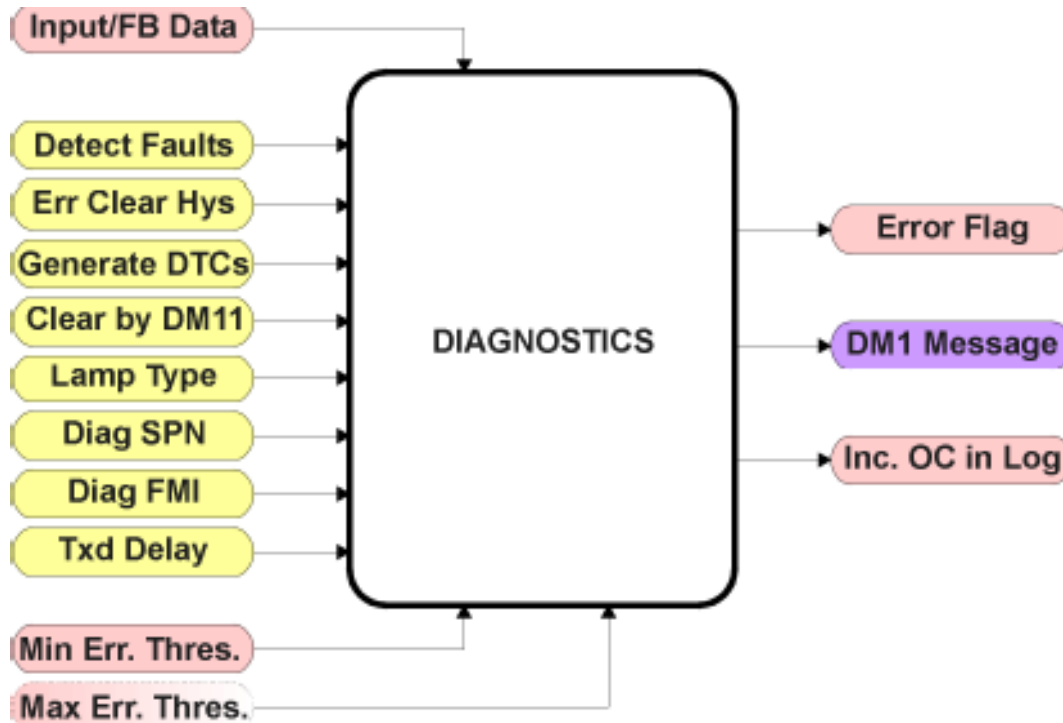 Input/FB Data
Detect Faults
Err Clear Hys
Generate DTCs
Clear by DM11
Lamp Type
Diag SPN
Diag FMI
Txd Delay
Min Err. Thres.
Max Err. Thres.
DIAGNOSTICS
Error Flag
DM1 Message
Inc. OC in Log